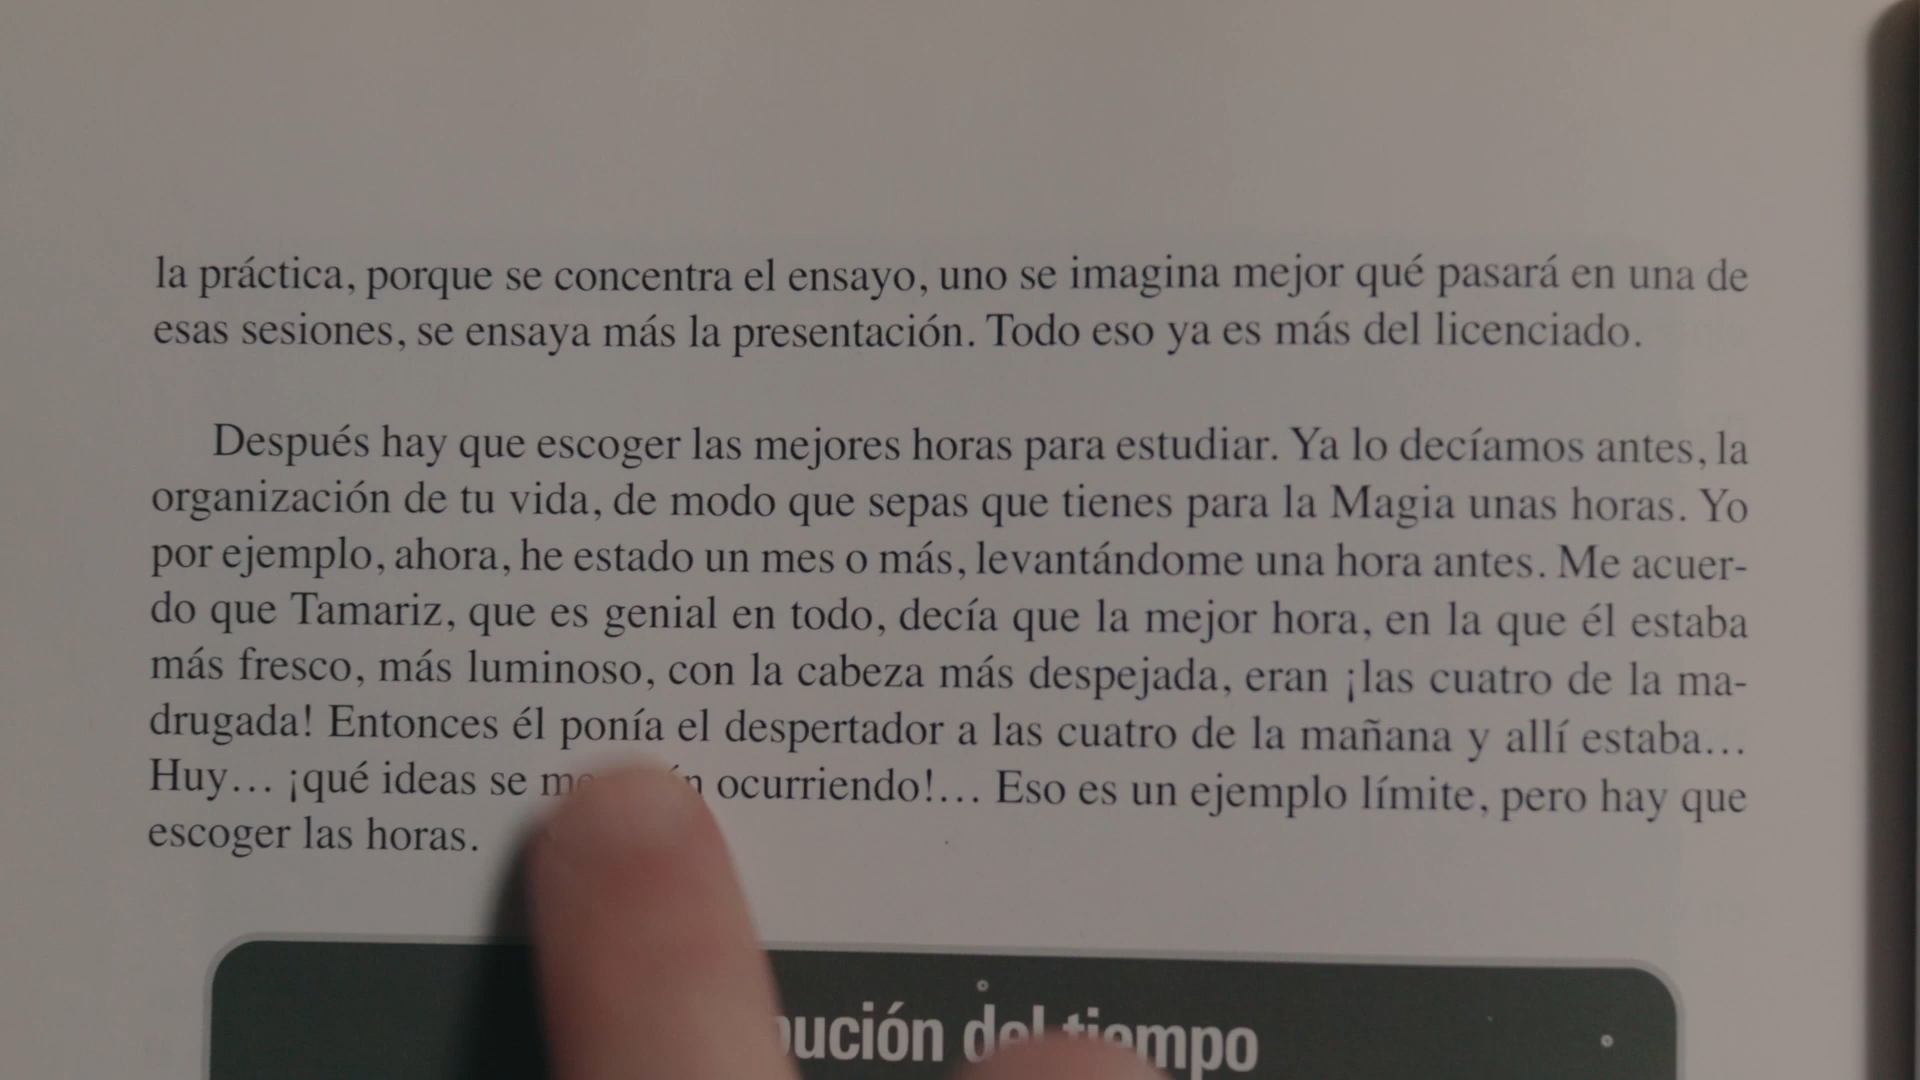 la práctica, porque se concentra el ensayo, uno se imagina mejor qué pasará en una de
esas sesiones, se ensaya más la presentación. Todo eso ya es más del licenciado.
Después hay que escoger las mejores horas para estudiar. Ya lo decíamos antes, la
organización de tu vida, de modo que sepas que tienes para la Magia unas horas. Yo
por ejemplo, ahora, he estado un mes o más, levantándome una hora antes. Me acuer-
do que Tamariz, que es genial en todo, decía que la mejor hora, en la que él estaba
más fresco, más luminoso, con la cabeza más despejada, eran ¡las cuatro de la ma-
drugada! Entonces él ponía el despertador a las cuatro de la mañana y allí estaba...
Huy... ¡qué ideas se ocurriendo!... Eso es un ejemplo límite, pero hay que
escoger las horas.
del tiempo